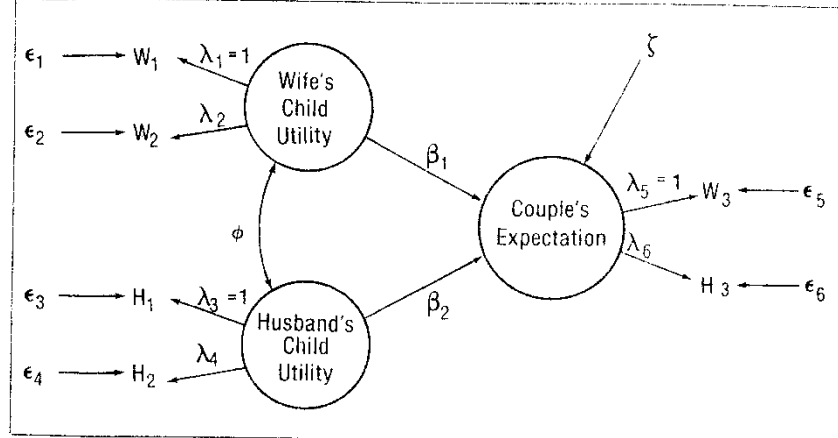 ϵ₁ W₁ λ₁ = 1
ϵ₂ W₂ λ₂
Wife's
Child
Utility
ζ
β₁
ϕ
Couple's
Expectation
λ₅ = 1 W₃ ϵ₅
λ₆ H₃ ϵ₆
β₂
ϵ₃ H₁ λ₃ = 1
ϵ₄ H₂ λ₄
Husband's
Child
Utility